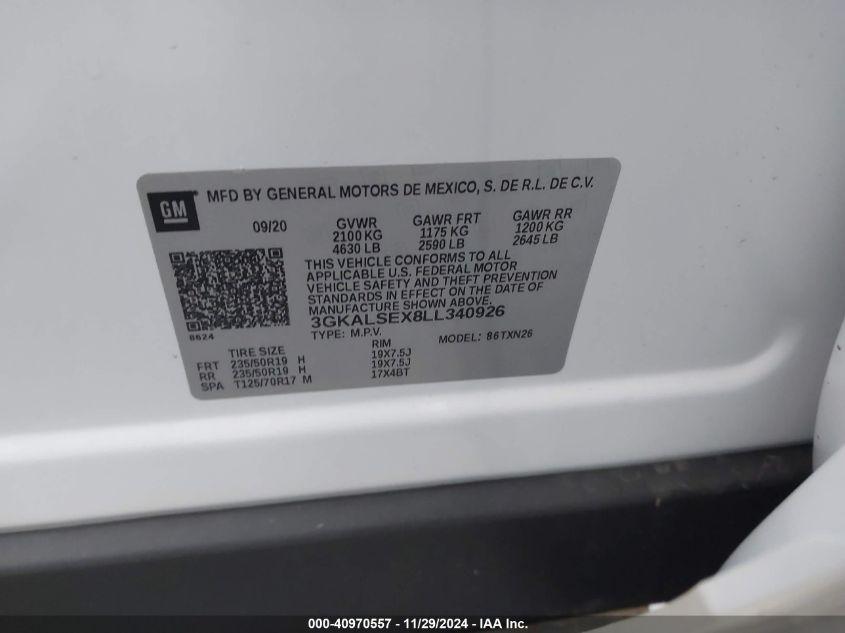 GM MFD BY GENERAL MOTORS DE MEXICO, S. DE R.L. DE C.V.
09/20 GVWR GAWR FRT GAWR RR
2100 KG 1175 KG 1200 KG
4630 LB 2590 LB 2645 LB
THIS VEHICLE CONFORMS TO ALL
APPLICABLE U.S. FEDERAL MOTOR
VEHICLE SAFETY AND THEFT PREVENTION
STANDARDS IN EFFECT ON THE DATE OF
MANUFACTURE SHOWN ABOVE.
3GKALSEX8LL340926
8624 TYPE: M.P.V. MODEL: 86TXN26
TIRE SIZE RIM
FRT 235/50R19 H 19X7.5J
RR 235/50R19 H 19X7.5J
SPA T125/70R17 M 17X4BT
000-40970557 - 11/29/2024 - IAA Inc.